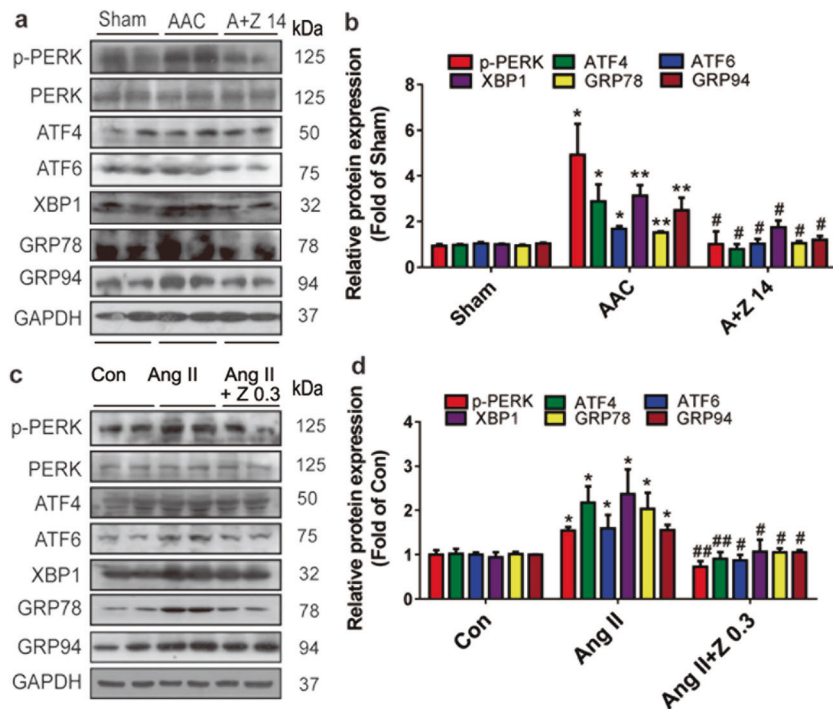 a
Sham AAC A+Z 14 kDa
p-PERK 125
PERK 125
ATF4 50
ATF6 75
XBP1 32
GRP78 78
GRP94 94
GAPDH 37
b
p-PERK ATF4 ATF6
XBP1 GRP78 GRP94
Relative protein expression
(Fold of Sham)
8
6
4
2
0
* * * ** ** **
# # # # # #
Sham AAC A+Z 14
c
Con Ang II Ang II
+ Z 0.3 kDa
p-PERK 125
PERK 125
ATF4 50
ATF6 75
XBP1 32
GRP78 78
GRP94 94
GAPDH 37
d
p-PERK ATF4 ATF6
XBP1 GRP78 GRP94
Relative protein expression
(Fold of Con)
4
2
1
0
* * * * * *
## ## # # # #
Con Ang II Ang II+Z 0.3